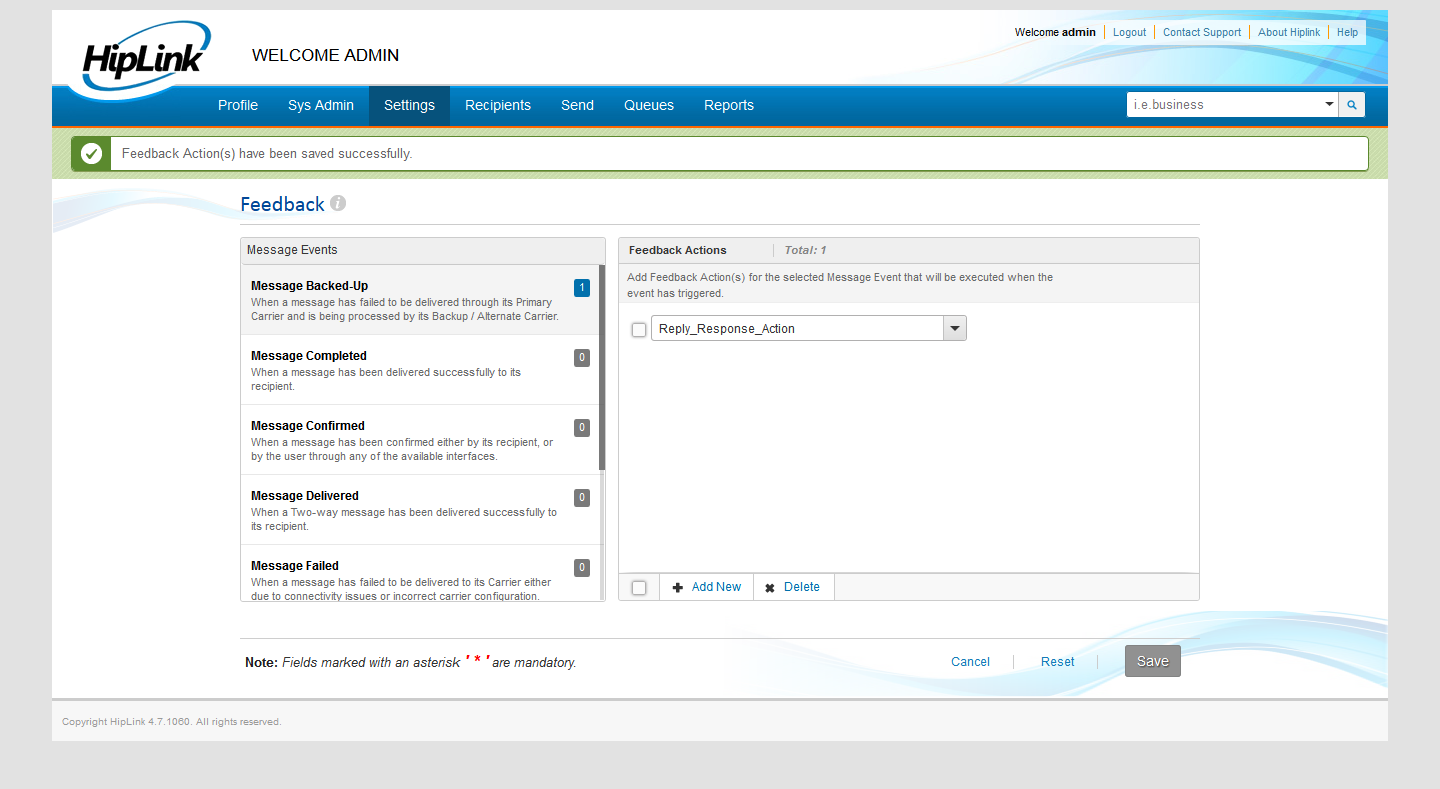 HipLink
WELCOME ADMIN
Welcome admin
Logout
Contact Support
About Hiplink
Help
Profile
Sys Admin
Settings
Recipients
Send
Queues
Reports
i.e.business
Feedback Action(s) have been saved successfully.
Feedback
i
Message Events
Message Backed-Up
1
When a message has failed to be delivered through its Primary
Carrier and is being processed by its Backup / Alternate Carrier.
Message Completed
0
When a message has been delivered successfully to its
recipient.
Message Confirmed
0
When a message has been confirmed either by its recipient, or
by the user through any of the available interfaces.
Message Delivered
0
When a Two-way message has been delivered successfully to
its recipient.
Message Failed
0
When a message has failed to be delivered to its Carrier either
due to connectivity issues or incorrect carrier configuration.
Feedback Actions
Total: 1
Add Feedback Action(s) for the selected Message Event that will be executed when the
event has triggered.
Reply_Response_Action
Add New
Delete
Note: Fields marked with an asterisk ' * ' are mandatory.
Cancel
Reset
Save
Copyright HipLink 4.7.1060. All rights reserved.